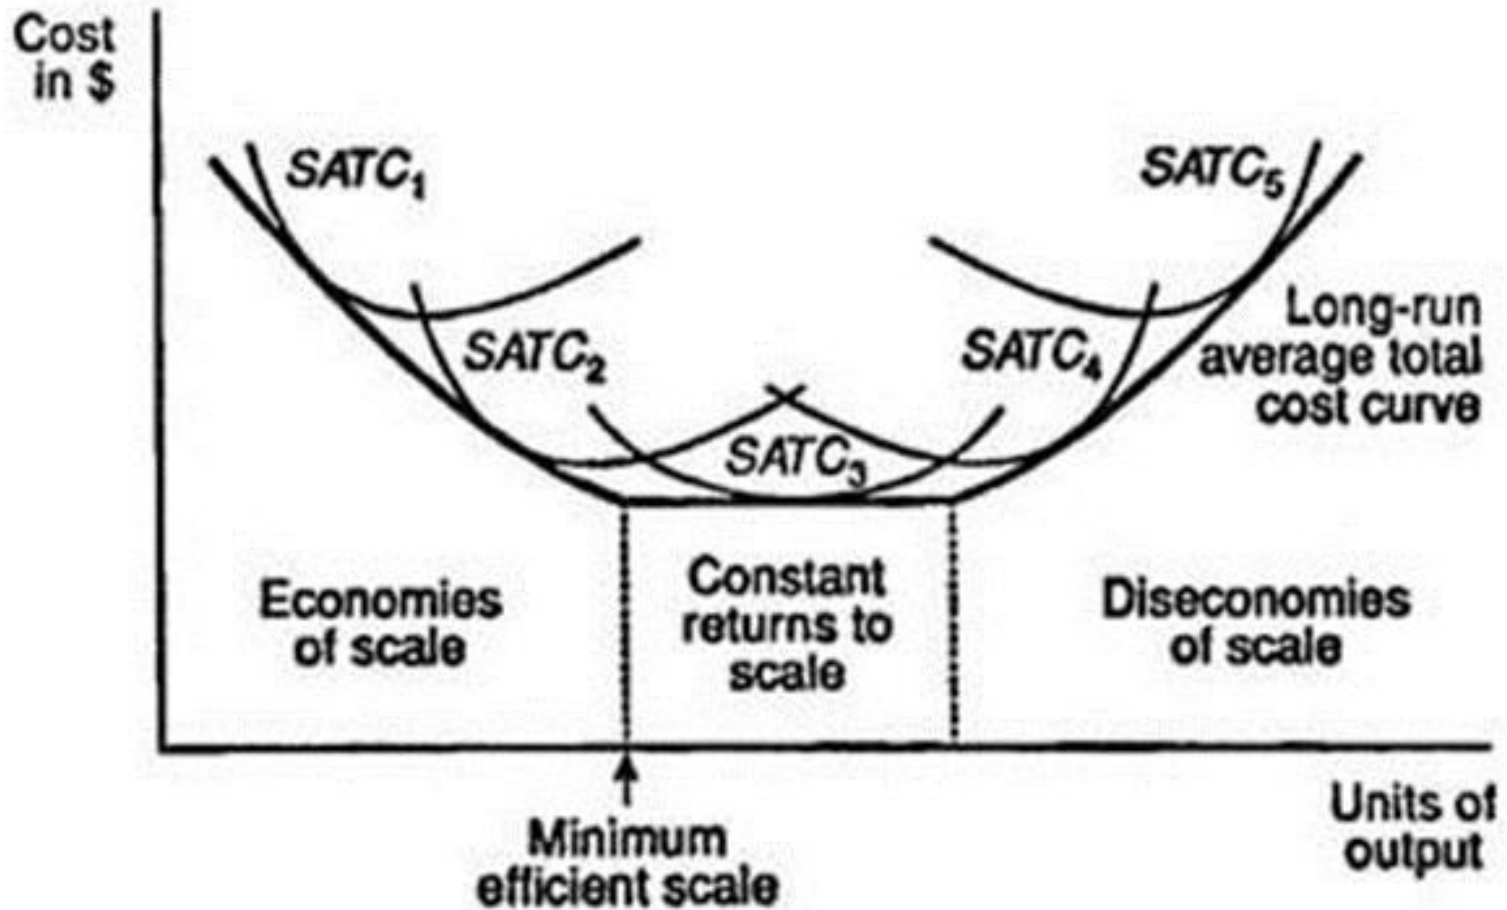 Cost
in $
SATC₁
SATC₅
SATC₂
SATC₄
Long-run
average total
cost curve
SATC₃
Economies
of scale
Constant
returns to
scale
Diseconomies
of scale
Minimum
efficient scale
Units of
output